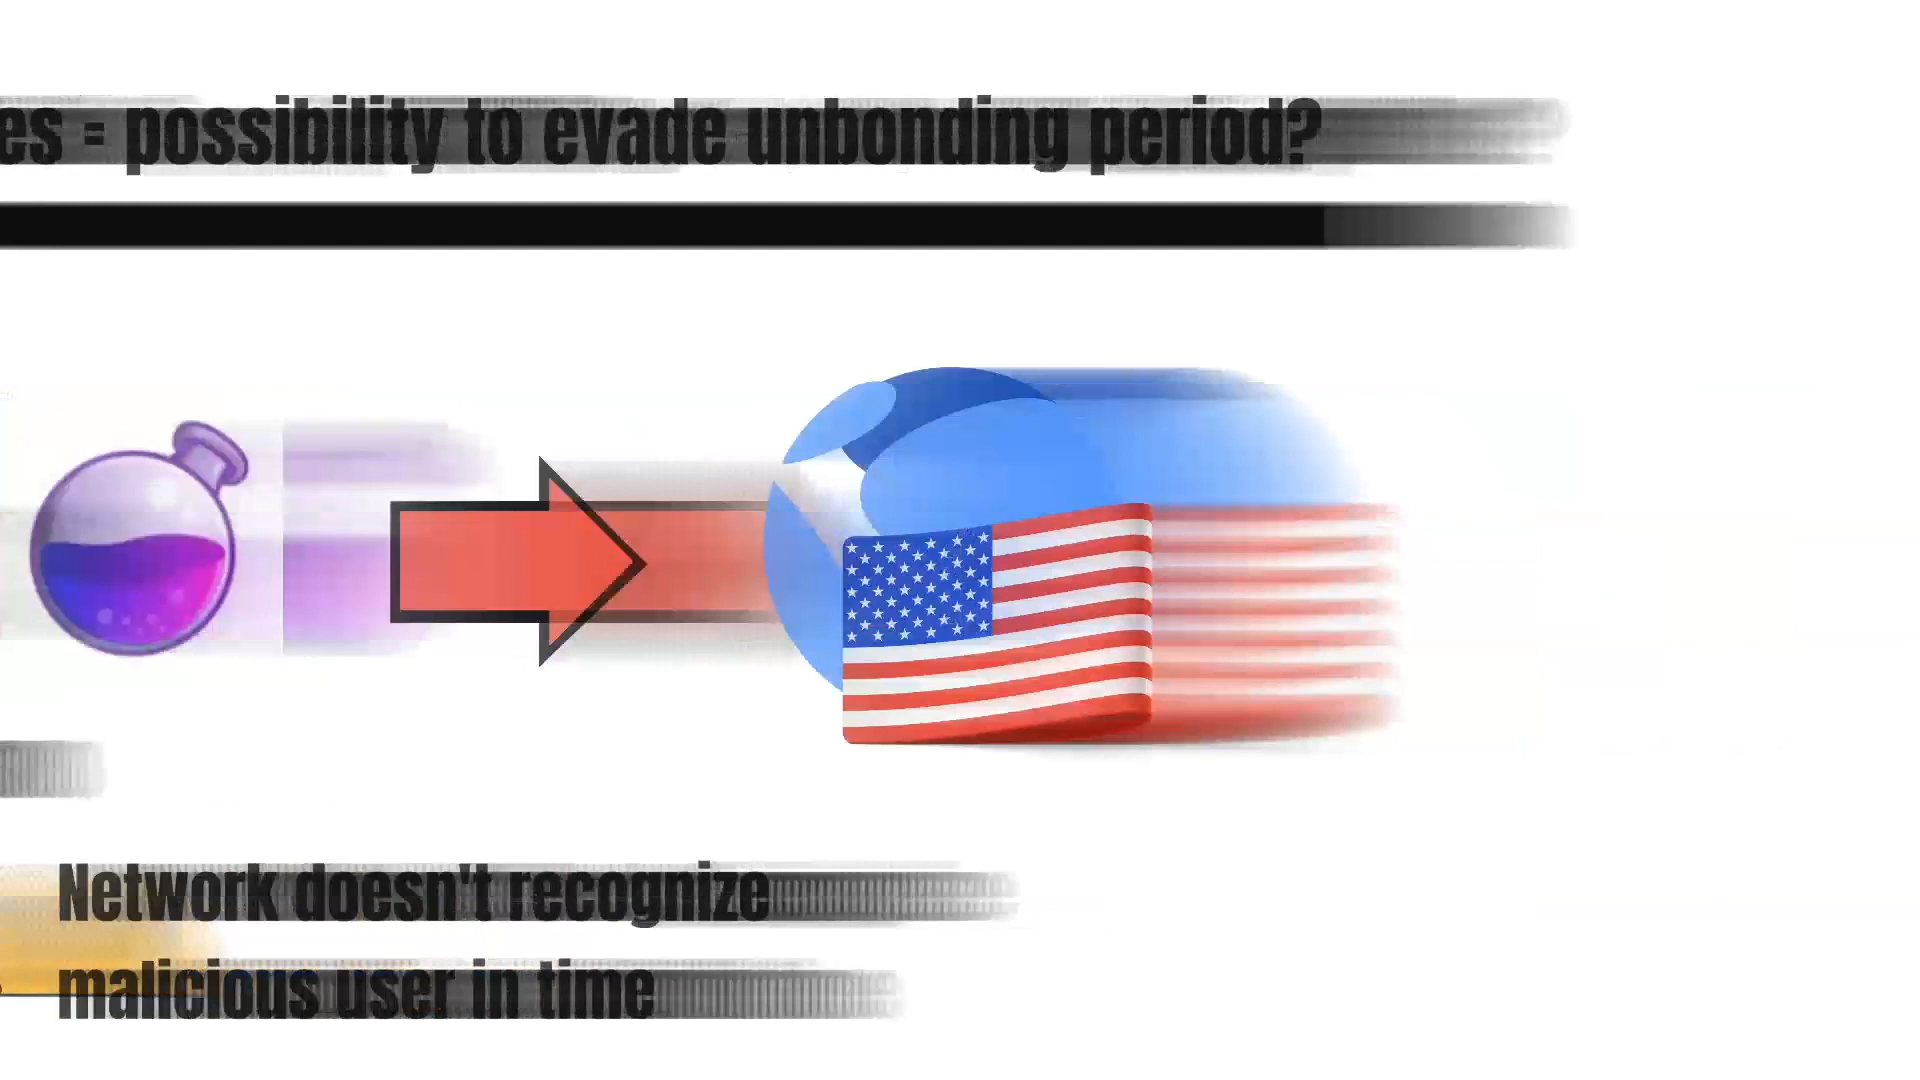 es = possibility to evade unbonding period?
Network doesn't recognize
malicious user in time